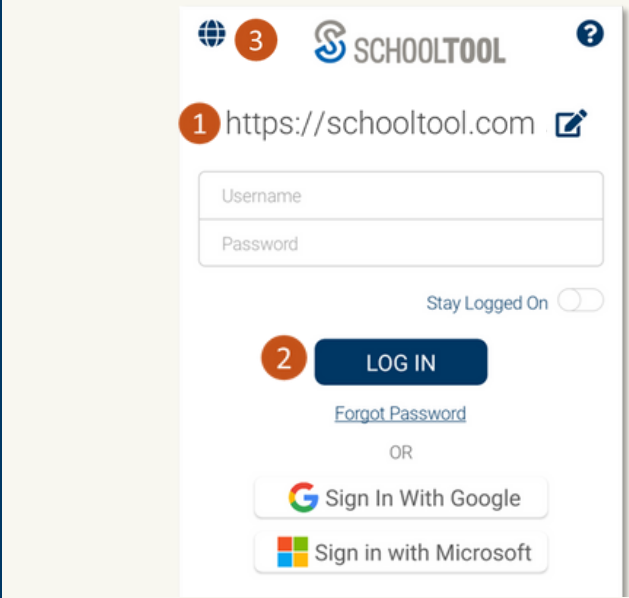 3 SCHOOLTOOL ?
1 https://schooltool.com
Username
Password
Stay Logged On
2 LOG IN
Forgot Password
OR
G Sign In With Google
Sign in with Microsoft